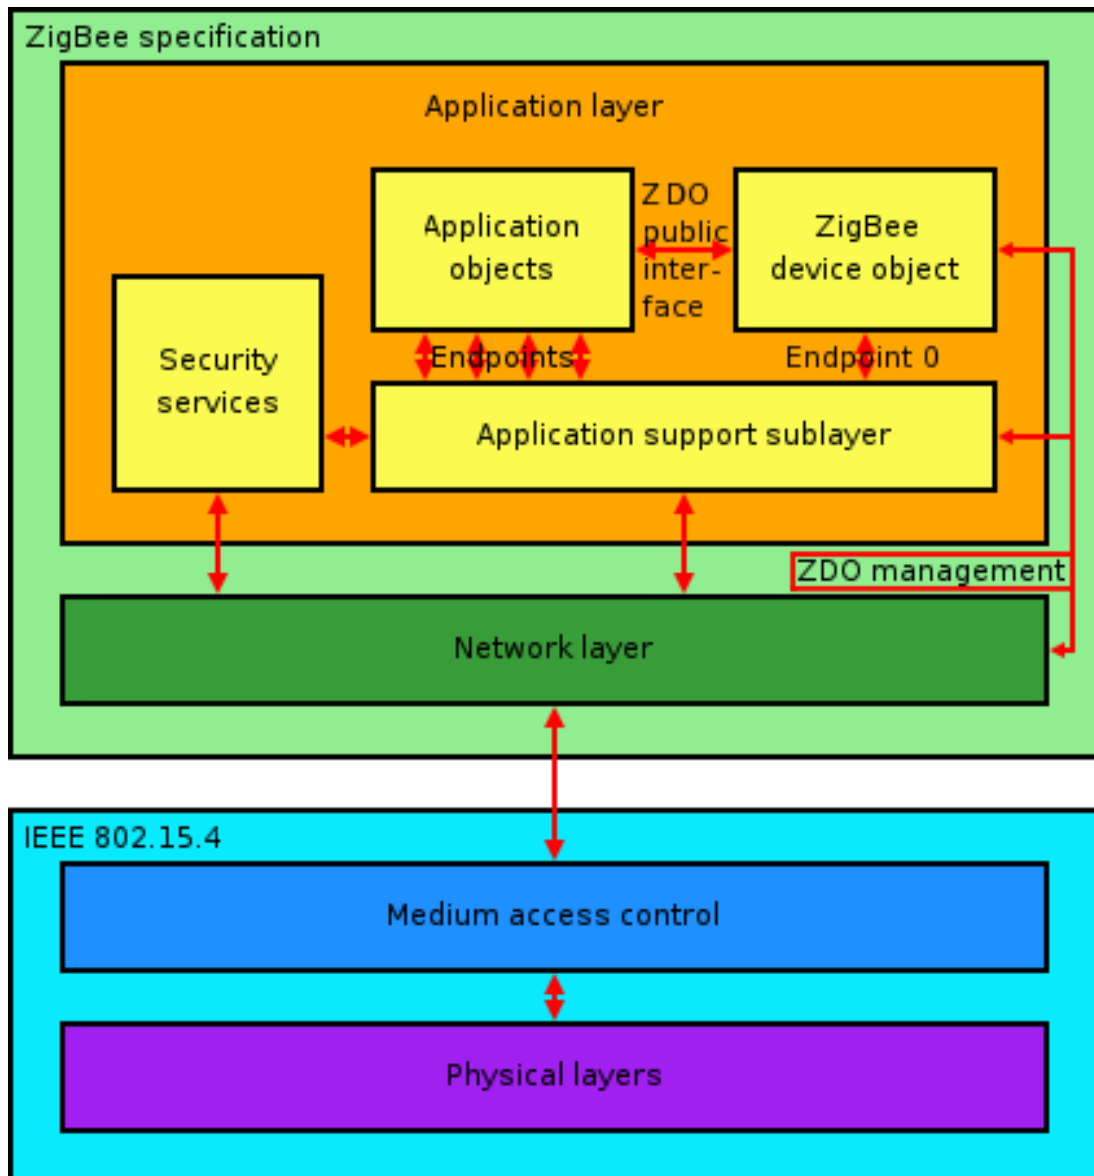 ZigBee specification
Application layer
Application
objects
ZDO
public
inter-
face
ZigBee
device object
Security
services
Endpoints
Endpoint 0
Application support sublayer
ZDO management
Network layer
IEEE 802.15.4
Medium access control
Physical layers